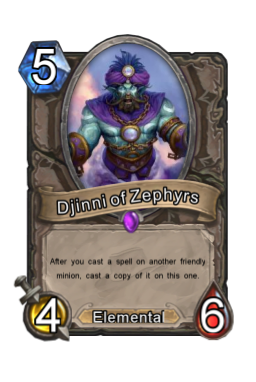 5
Djinni of Zephyrs
After you cast a spell on another friendly
minion, cast a copy of it on this one.
4
Elemental
6